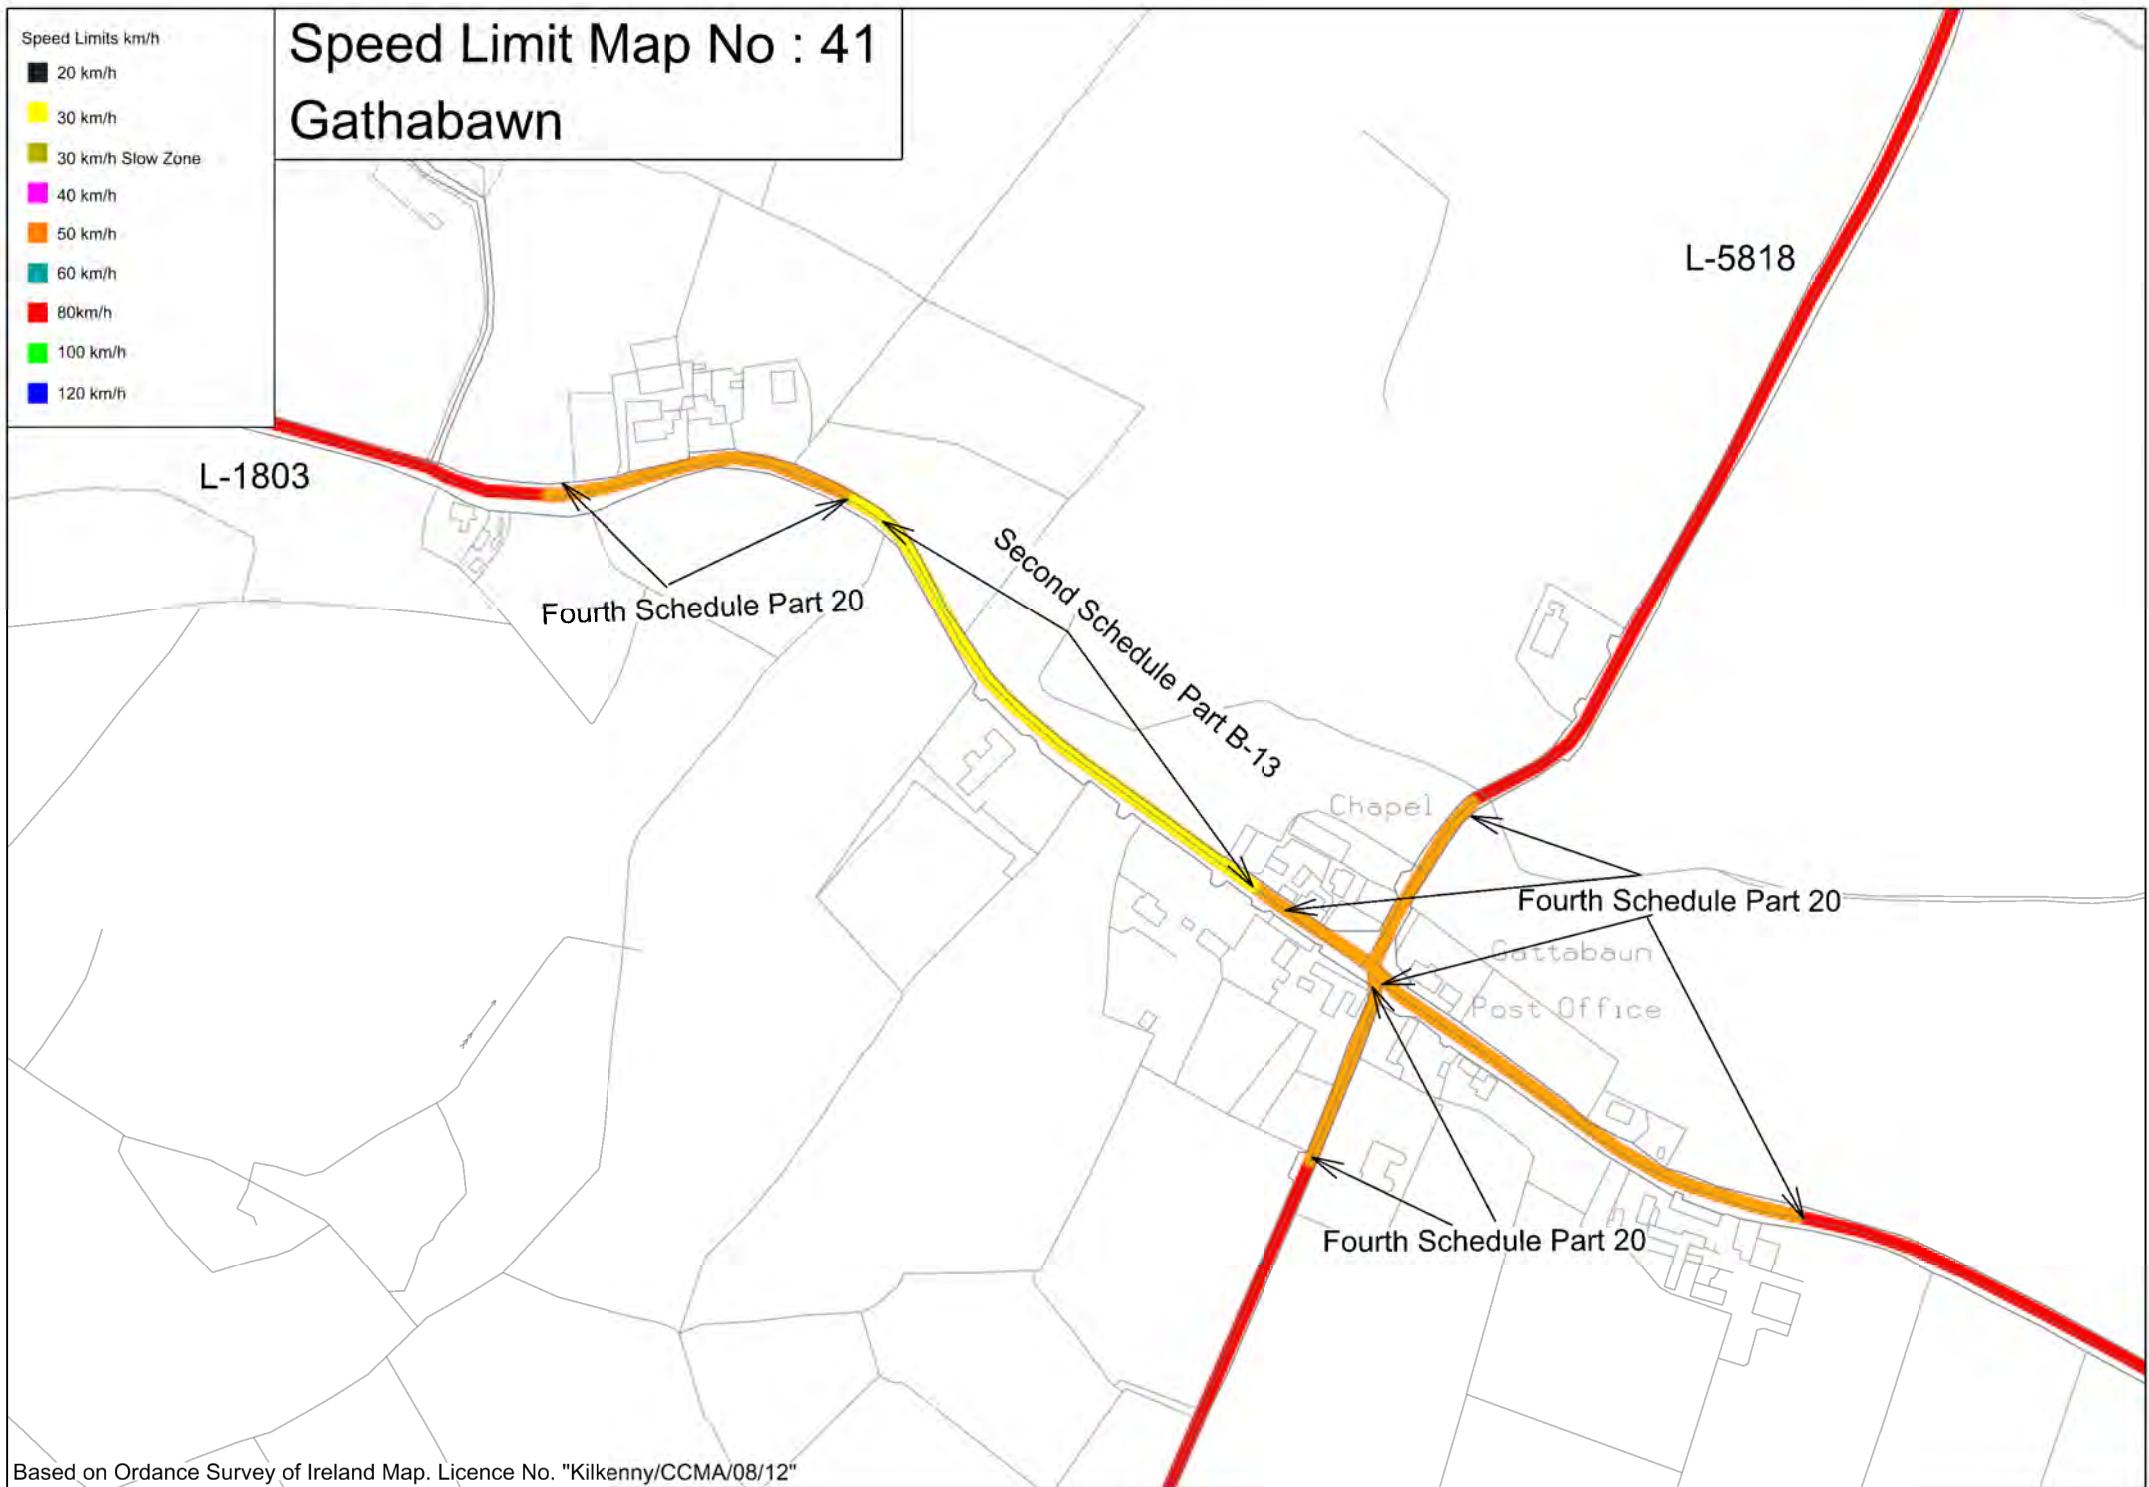 Speed Limits km/h
20 km/h
30 km/h
30 km/h Slow Zone
40 km/h
50 km/h
60 km/h
80km/h
100 km/h
120 km/h
Speed Limit Map No : 41
Gathabawn
L-5818
L-1803
Second Schedule Part B-13
Fourth Schedule Part 20
Chapel
Fourth Schedule Part 20
Gattabaun
Post Office
Fourth Schedule Part 20
Based on Ordance Survey of Ireland Map. Licence No. "Kilkenny/CCMA/08/12"